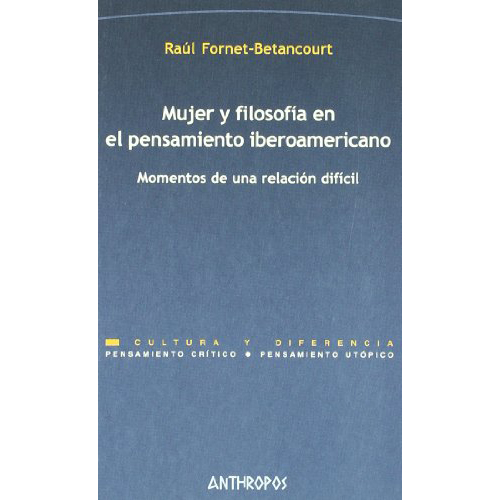 Raúl Fornet-Betancourt
Mujer y filosofía en
el pensamiento iberoamericano
Momentos de una relación difícil
CULTURA Y DIFERENCIA
PENSAMIENTO CRÍTICO ● PENSAMIENTO UTÓPICO
ANTHROPOS